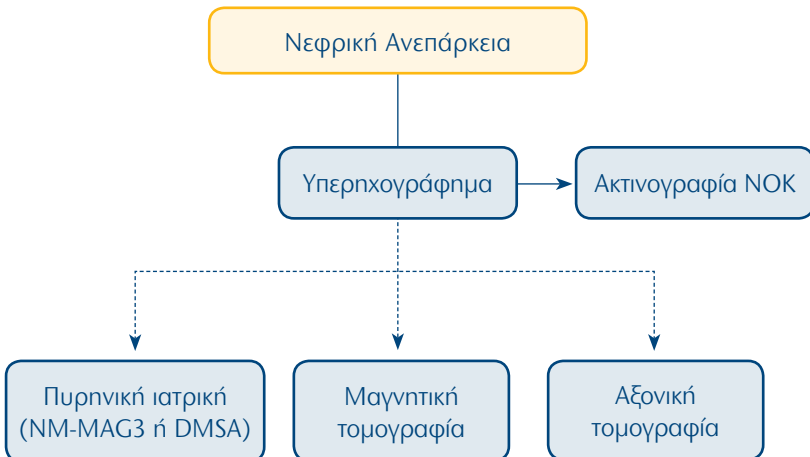 Νεφρική Ανεπάρκεια
Υπερηχογράφημα
Ακτινογραφία ΝΟΚ
Πυρηνική ιατρική
(NM-MAG3 ή DMSA)
Μαγνητική
τομογραφία
Αξονική
τομογραφία